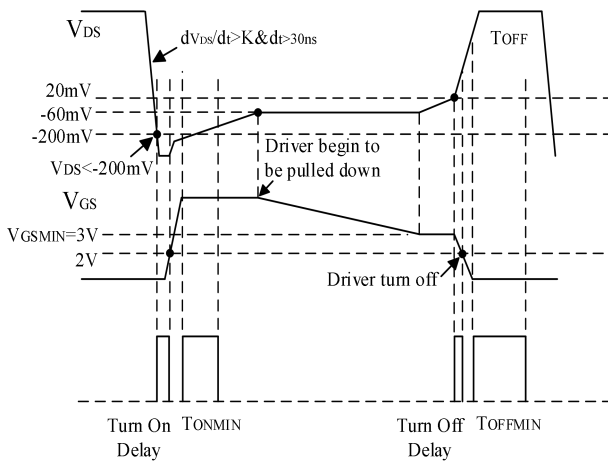 VDS
dVDS/dt>K&dt>30ns
TOFF
20mV
-60mV
-200mV
VDS<-200mV
Driver begin to
be pulled down
VGS
VGSMIN=3V
2V
Driver turn off
Turn On
Delay
TONMIN
Turn Off
Delay
TOFFMIN